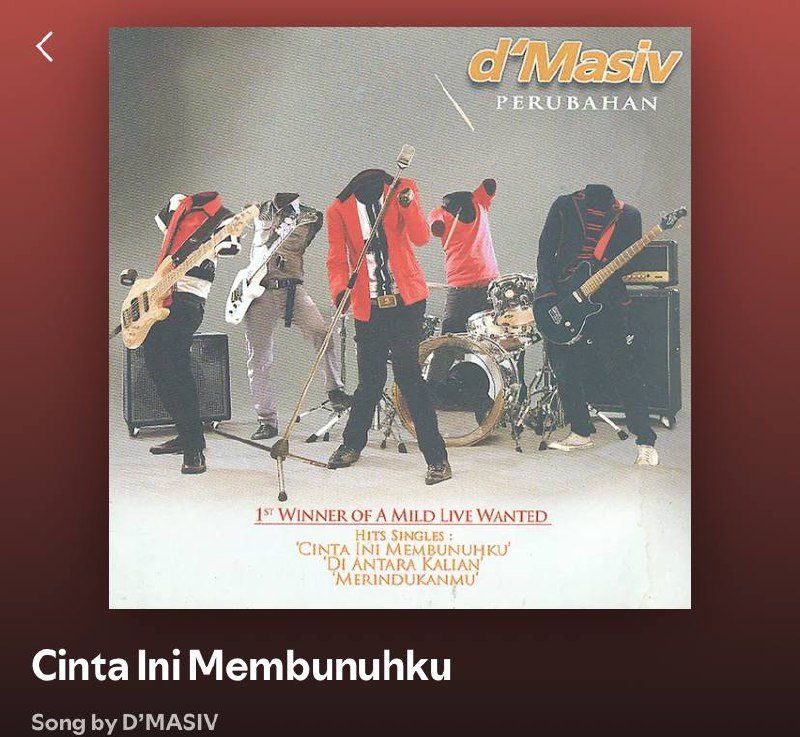 d'Masiv
PERUBAHAN
1ST WINNER OF A MILD LIVE WANTED
HITS SINGLES :
'CINTA INI MEMBUNUHKU'
'DI ANTARA KALIAN'
'MERINDUKANMU'
Cinta Ini Membunuhku
Song by D'MASIV